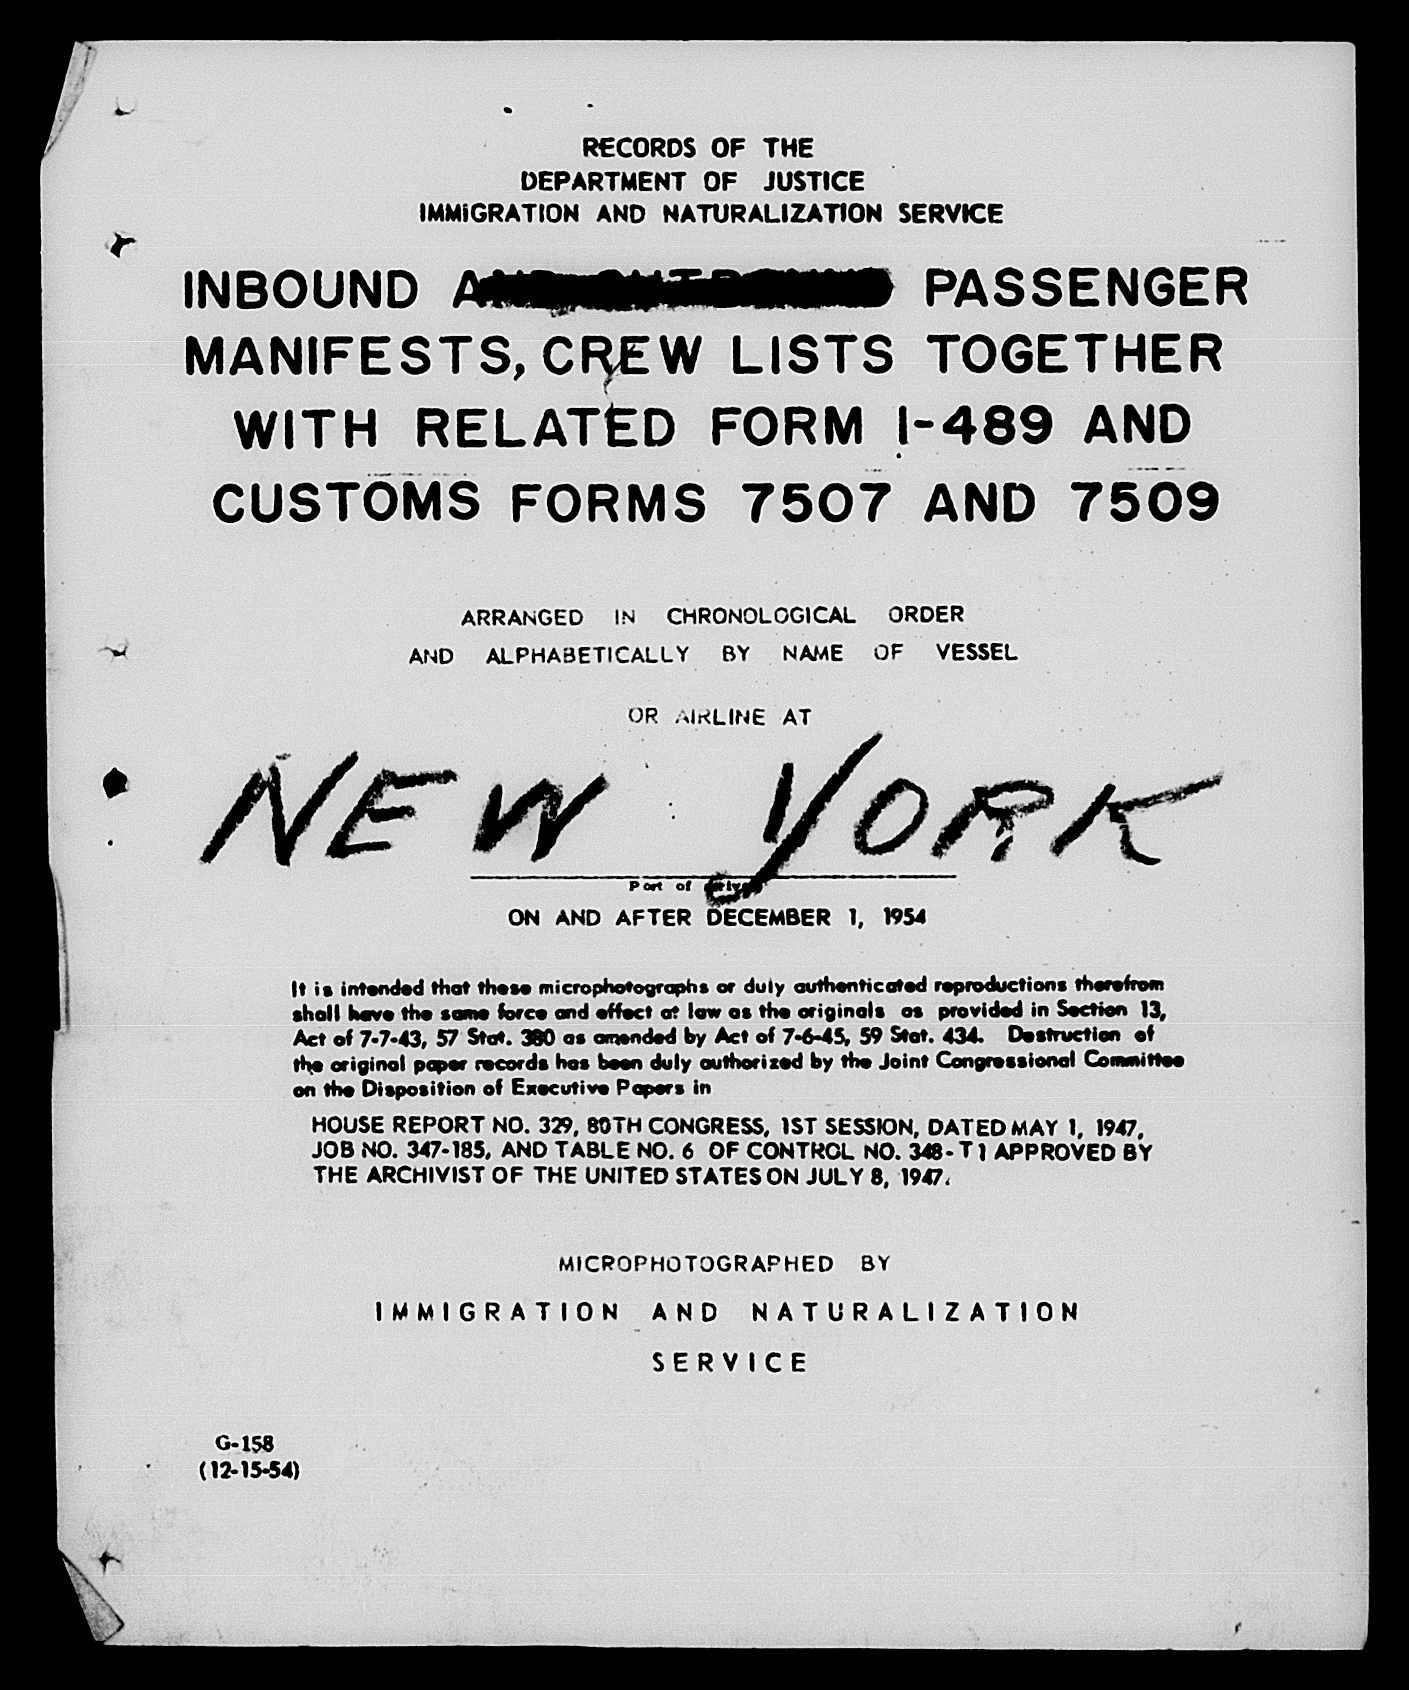 RECORDS OF THE
DEPARTMENT OF JUSTICE
IMMIGRATION AND NATURALIZATION SERVICE
INBOUND PASSENGER
MANIFESTS, CREW LISTS TOGETHER
WITH RELATED FORM I-489 AND
CUSTOMS FORMS 7507 AND 7509
ARRANGED IN CHRONOLOGICAL ORDER
AND ALPHABETICALLY BY NAME OF VESSEL
OR AIRLINE AT
NEW YORK
Port of
ON AND AFTER DECEMBER 1, 1954
It is intended that these microphotographs or duly authenticated reproductions therefrom
shall have the same force and effect at law as the originals as provided in Section 13,
Act of 7-7-43, 57 Stat. 380 as amended by Act of 7-6-45, 59 Stat. 434. Destruction of
the original paper records has been duly authorized by the Joint Congressional Committee
on the Disposition of Executive Papers in
HOUSE REPORT NO. 329, 80TH CONGRESS, 1ST SESSION, DATED MAY 1, 1947,
JOB NO. 347-185, AND TABLE NO. 6 OF CONTROL NO. 348-T1 APPROVED BY
THE ARCHIVIST OF THE UNITED STATES ON JULY 8, 1947.
MICROPHOTOGRAPHED BY
IMMIGRATION AND NATURALIZATION
SERVICE
G-158
(12-15-54)